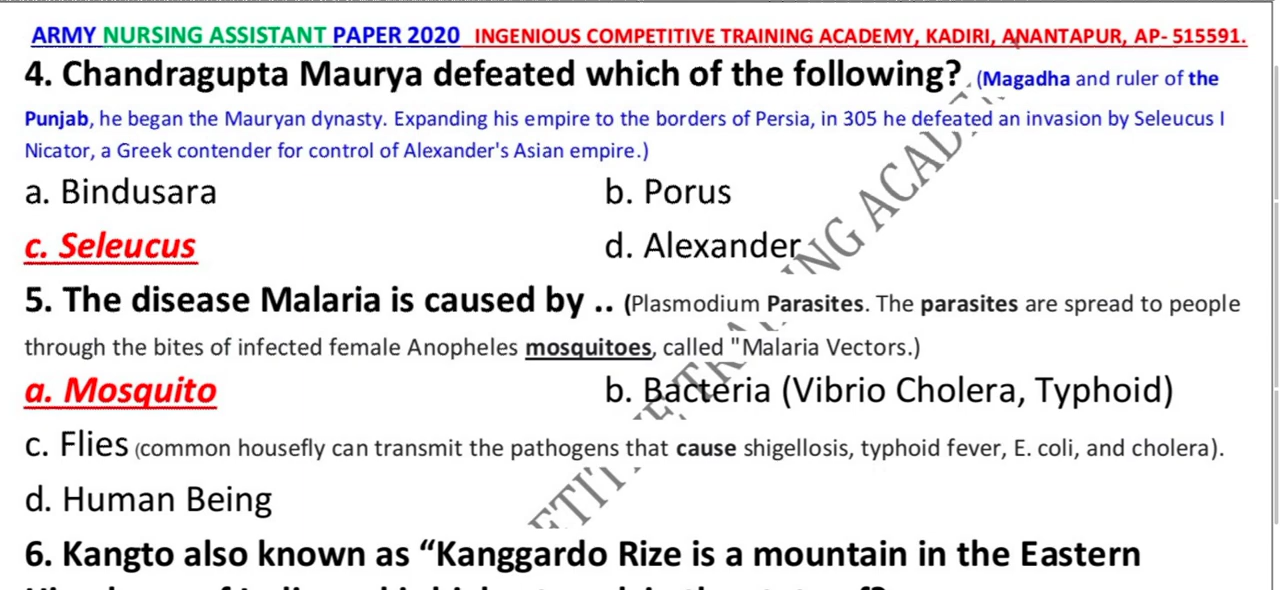 ARMY NURSING ASSISTANT PAPER 2020 INGENIOUS COMPETITIVE TRAINING ACADEMY, KADIRI, ANANTAPUR, AP- 515591.
4. Chandragupta Maurya defeated which of the following? (Magadha and ruler of the
Punjab, he began the Mauryan dynasty. Expanding his empire to the borders of Persia, in 305 he defeated an invasion by Seleucus I
Nicator, a Greek contender for control of Alexander's Asian empire.)
a. Bindusara b. Porus
c. Seleucus d. Alexander
5. The disease Malaria is caused by .. (Plasmodium Parasites. The parasites are spread to people
through the bites of infected female Anopheles mosquitoes, called "Malaria Vectors.)
a. Mosquito b. Bacteria (Vibrio Cholera, Typhoid)
c. Flies (common housefly can transmit the pathogens that cause shigellosis, typhoid fever, E. coli, and cholera).
d. Human Being
6. Kangto also known as “Kanggardo Rize is a mountain in the Eastern